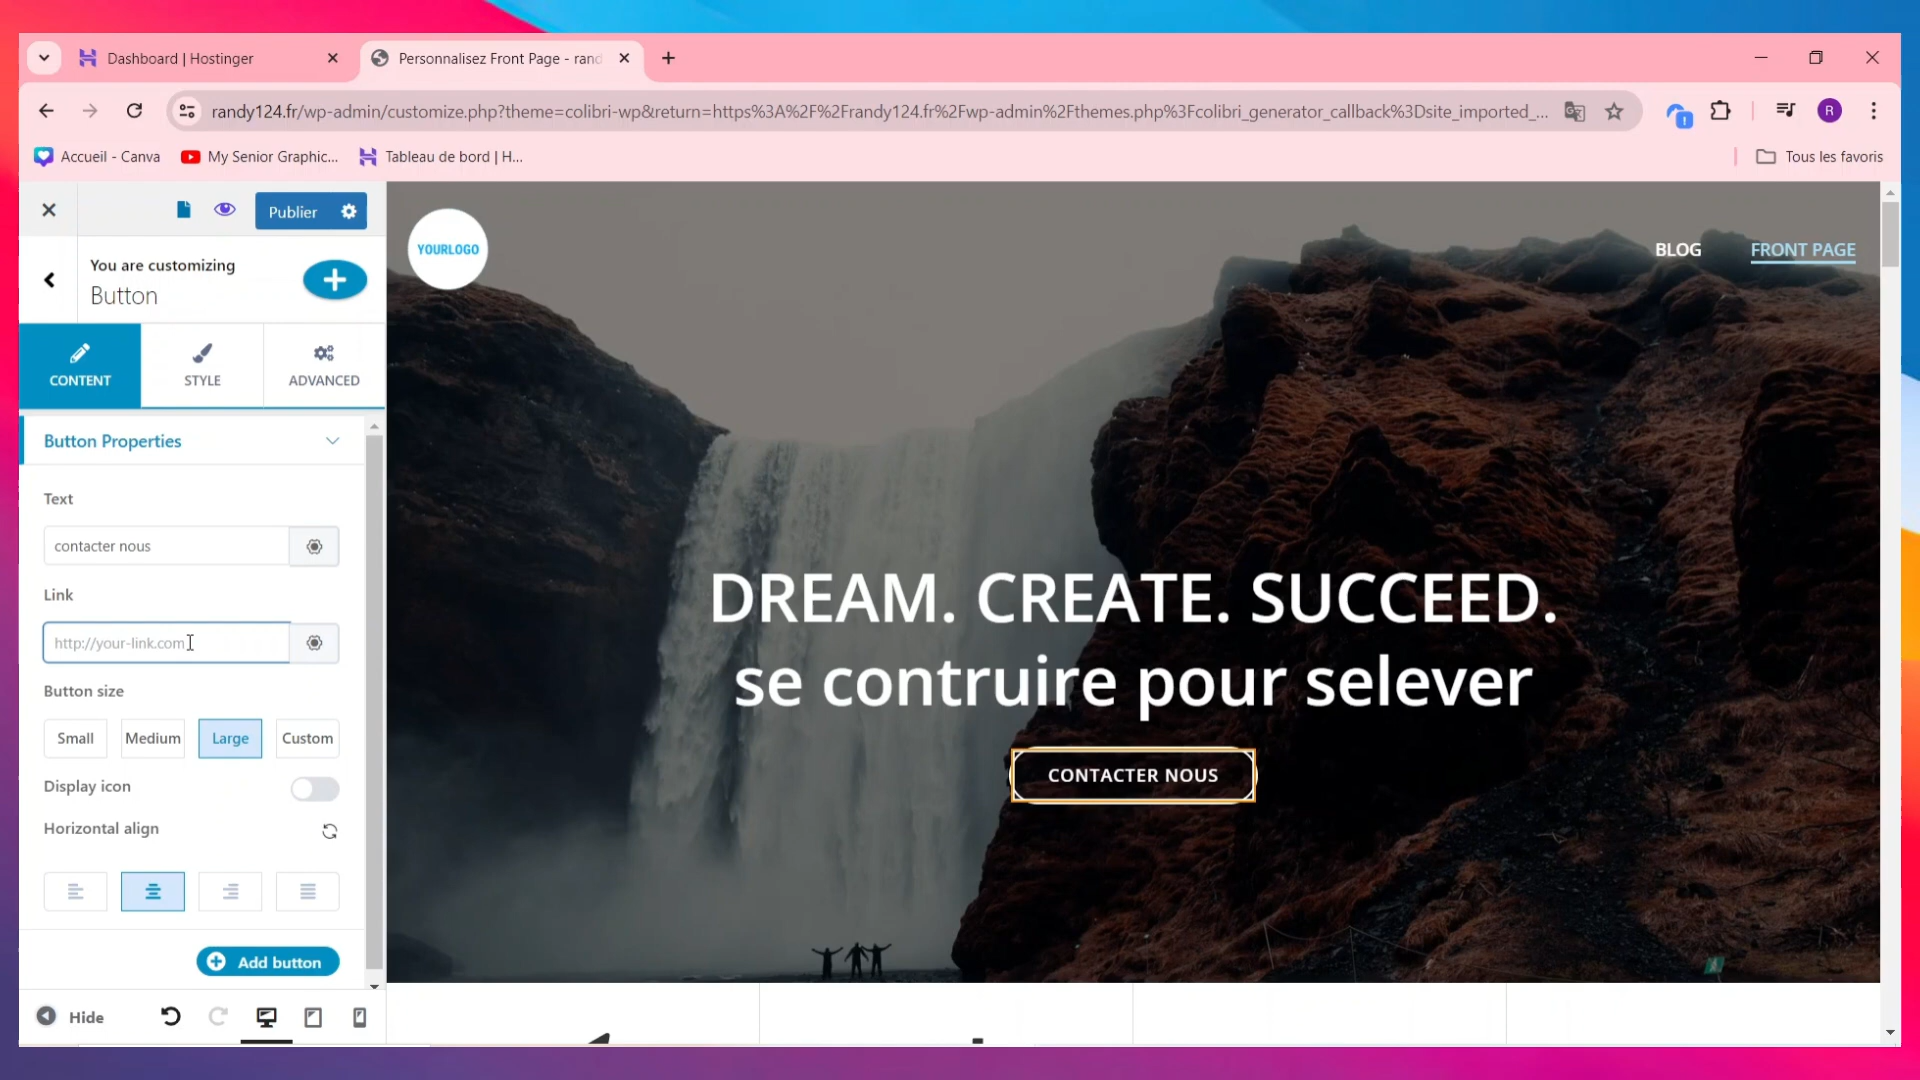 Dashboard | Hostinger
Personnalisez Front Page - rand
randy124.fr/wp-admin/customize.php?theme=colibri-wp&return=https%3A%2F%2Frandy124.fr%2Fwp-admin%2Fthemes.php%3Fcolibri_generator_callback%3Dsite_imported_...
R
Accueil - Canva
My Senior Graphic...
Tableau de bord | H...
Tous les favoris
Publier
You are customizing
Button
CONTENT
STYLE
ADVANCED
Button Properties
Text
contacter nous
Link
http://your-link.com
Button size
Small
Medium
Large
Custom
Display icon
Horizontal align
Add button
Hide
YOURLOGO
BLOG
FRONT PAGE
DREAM. CREATE. SUCCEED.
se contruire pour selever
CONTACTER NOUS